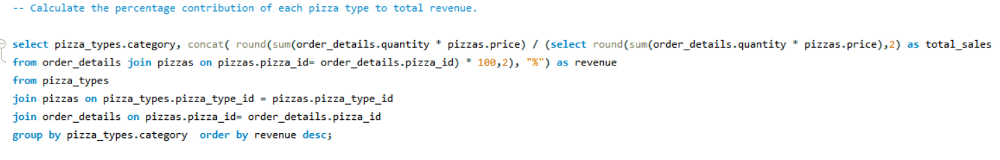 -- Calculate the percentage contribution of each pizza type to total revenue.
select pizza_types.category, concat( round(sum(order_details.quantity * pizzas.price) / (select round(sum(order_details.quantity * pizzas.price),2) as total_sales
from order_details join pizzas on pizzas.pizza_id= order_details.pizza_id) * 100,2), "%") as revenue
from pizza_types
join pizzas on pizza_types.pizza_type_id = pizzas.pizza_type_id
join order_details on pizzas.pizza_id= order_details.pizza_id
group by pizza_types.category  order by revenue desc;